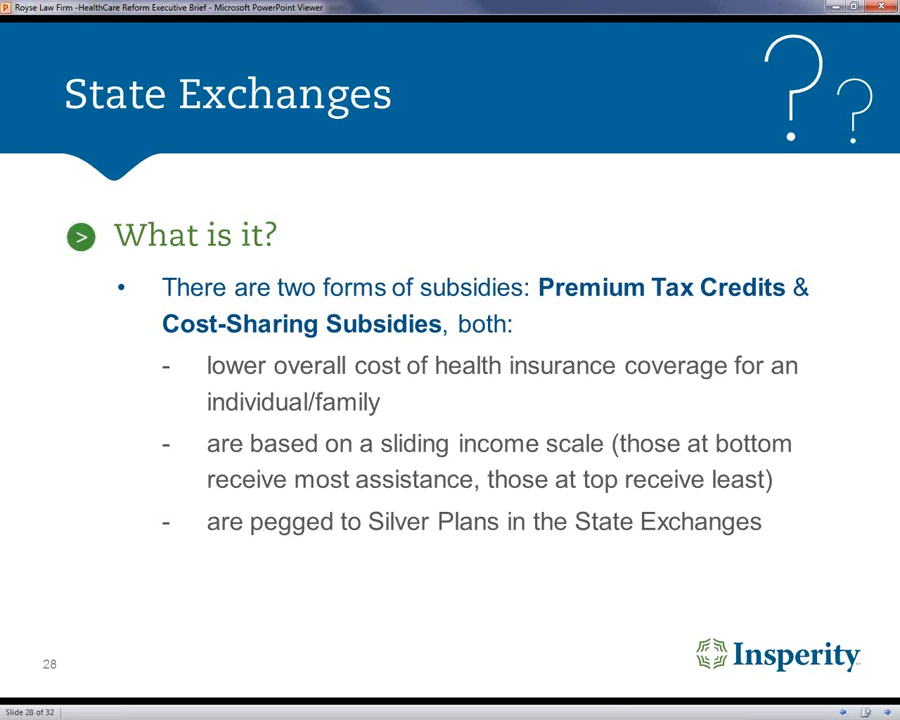 Royse Law Firm -HealthCare Reform Executive Brief - Microsoft PowerPoint Viewer
State Exchanges
? ?
> What is it?
• There are two forms of subsidies: Premium Tax Credits &
Cost-Sharing Subsidies, both:
- lower overall cost of health insurance coverage for an
individual/family
- are based on a sliding income scale (those at bottom
receive most assistance, those at top receive least)
- are pegged to Silver Plans in the State Exchanges
28
Insperity
Slide 28 of 32